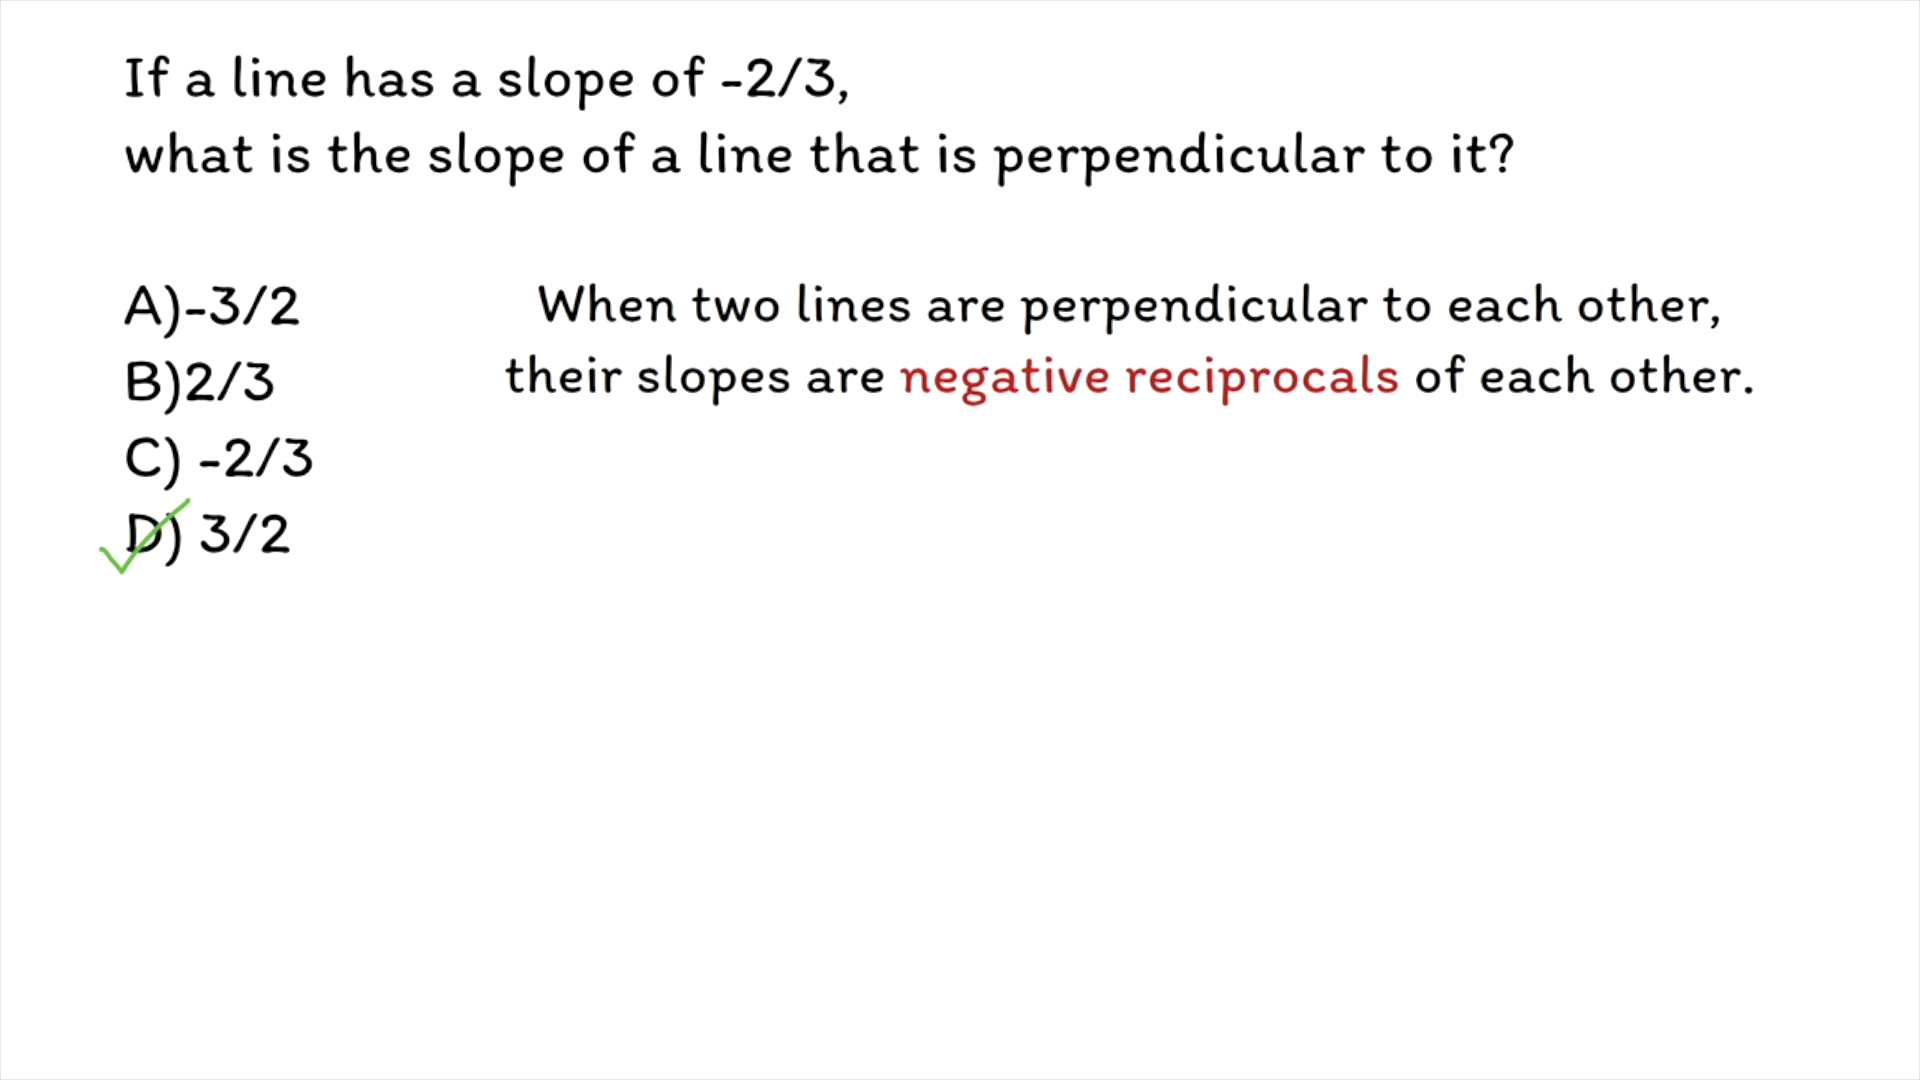 If a line has a slope of -2/3,
what is the slope of a line that is perpendicular to it?
A)-3/2
B)2/3
C) -2/3
D) 3/2
When two lines are perpendicular to each other,
their slopes are negative reciprocals of each other.